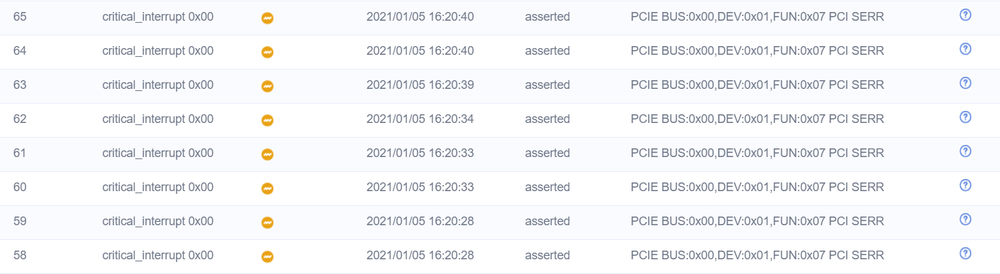 65 critical_interrupt 0x00 2021/01/05 16:20:40 asserted PCIE BUS:0x00,DEV:0x01,FUN:0x07 PCI SERR ?
64 critical_interrupt 0x00 2021/01/05 16:20:40 asserted PCIE BUS:0x00,DEV:0x01,FUN:0x07 PCI SERR ?
63 critical_interrupt 0x00 2021/01/05 16:20:39 asserted PCIE BUS:0x00,DEV:0x01,FUN:0x07 PCI SERR ?
62 critical_interrupt 0x00 2021/01/05 16:20:34 asserted PCIE BUS:0x00,DEV:0x01,FUN:0x07 PCI SERR ?
61 critical_interrupt 0x00 2021/01/05 16:20:33 asserted PCIE BUS:0x00,DEV:0x01,FUN:0x07 PCI SERR ?
60 critical_interrupt 0x00 2021/01/05 16:20:33 asserted PCIE BUS:0x00,DEV:0x01,FUN:0x07 PCI SERR ?
59 critical_interrupt 0x00 2021/01/05 16:20:28 asserted PCIE BUS:0x00,DEV:0x01,FUN:0x07 PCI SERR ?
58 critical_interrupt 0x00 2021/01/05 16:20:28 asserted PCIE BUS:0x00,DEV:0x01,FUN:0x07 PCI SERR ?